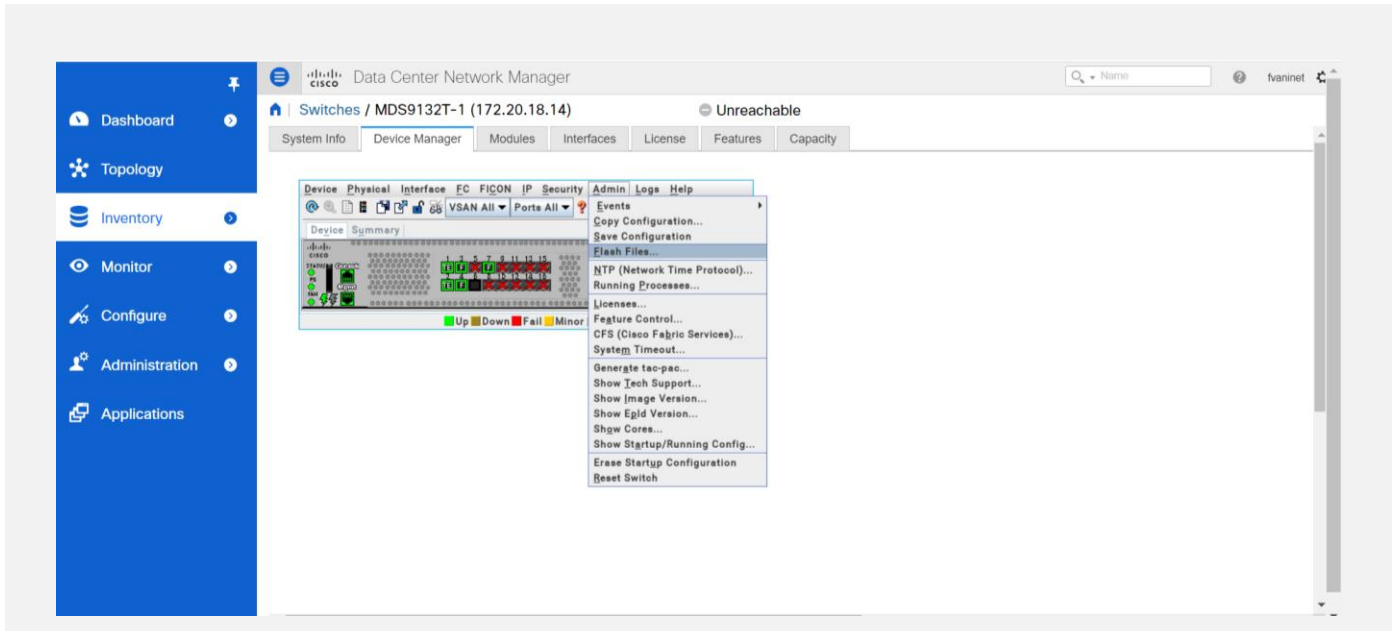 cisco Data Center Network Manager
Name
fvaninet
Switches / MDS9132T-1 (172.20.18.14)
Unreachable
System Info Device Manager Modules Interfaces License Features Capacity
Dashboard
Topology
Inventory
Monitor
Configure
Administration
Applications
Device Physical Interface FC FICON IP Security Admin Logs Help
VSAN All Ports All
Device Summary
CISCO
Up Down Fail Minor
Events
Copy Configuration...
Save Configuration
Flash Files...
NTP (Network Time Protocol)...
Running Processes...
Licenses...
Feature Control...
CFS (Cisco Fabric Services)...
System Timeout...
Generate tac-pac...
Show Tech Support...
Show Image Version...
Show Epld Version...
Show Cores...
Show Startup/Running Config...
Erase Startup Configuration
Reset Switch